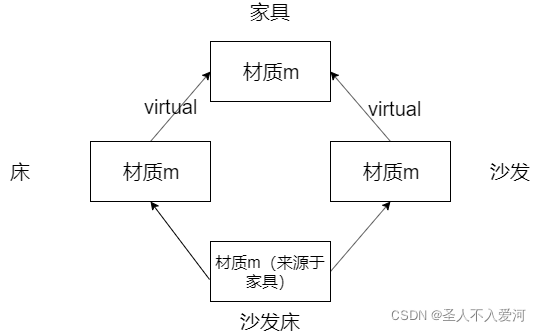 家具
材质m
virtual
virtual
床
材质m
材质m
沙发
材质m（来源于
家具）
沙发床
CSDN @圣人不入爱河